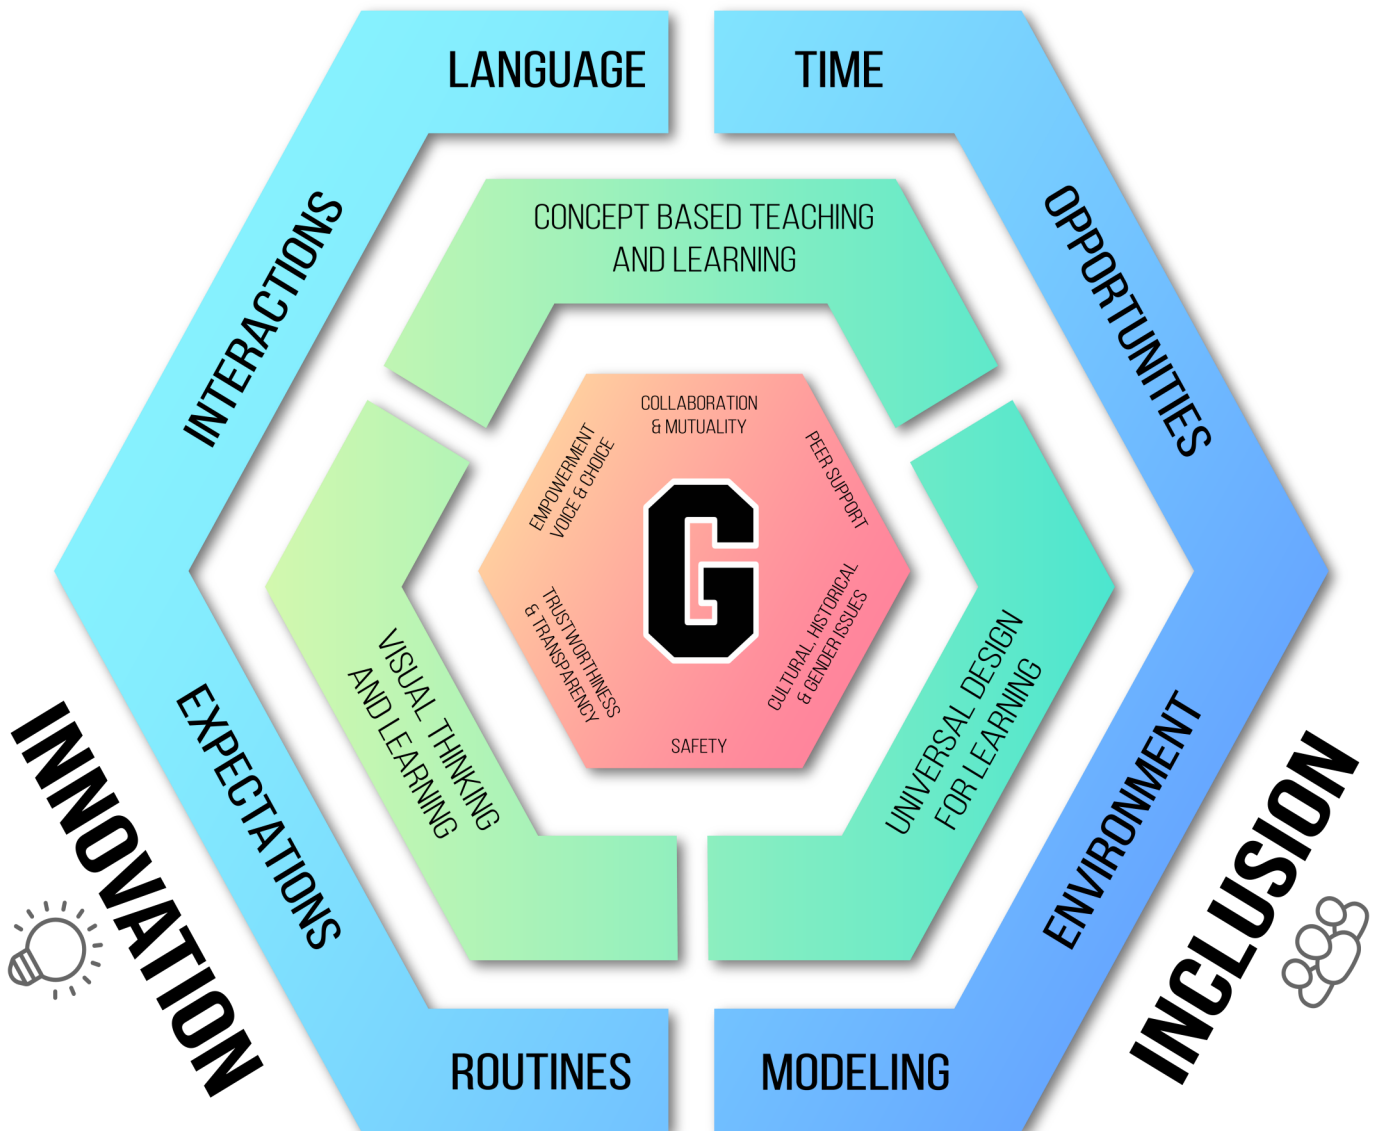 LANGUAGE
TIME
INTERACTIONS
OPPORTUNITIES
CONCEPT BASED TEACHING
AND LEARNING
COLLABORATION
& MUTUALITY
EMPOWERMENT
VOICE & CHOICE
PEER SUPPORT
G
TRUSTWORTHINESS
& TRANSPARENCY
CULTURAL, HISTORICAL
& GENDER ISSUES
SAFETY
VISUAL THINKING
AND LEARNING
UNIVERSAL DESIGN
FOR LEARNING
EXPECTATIONS
ENVIRONMENT
INNOVATION
INCLUSION
ROUTINES
MODELING